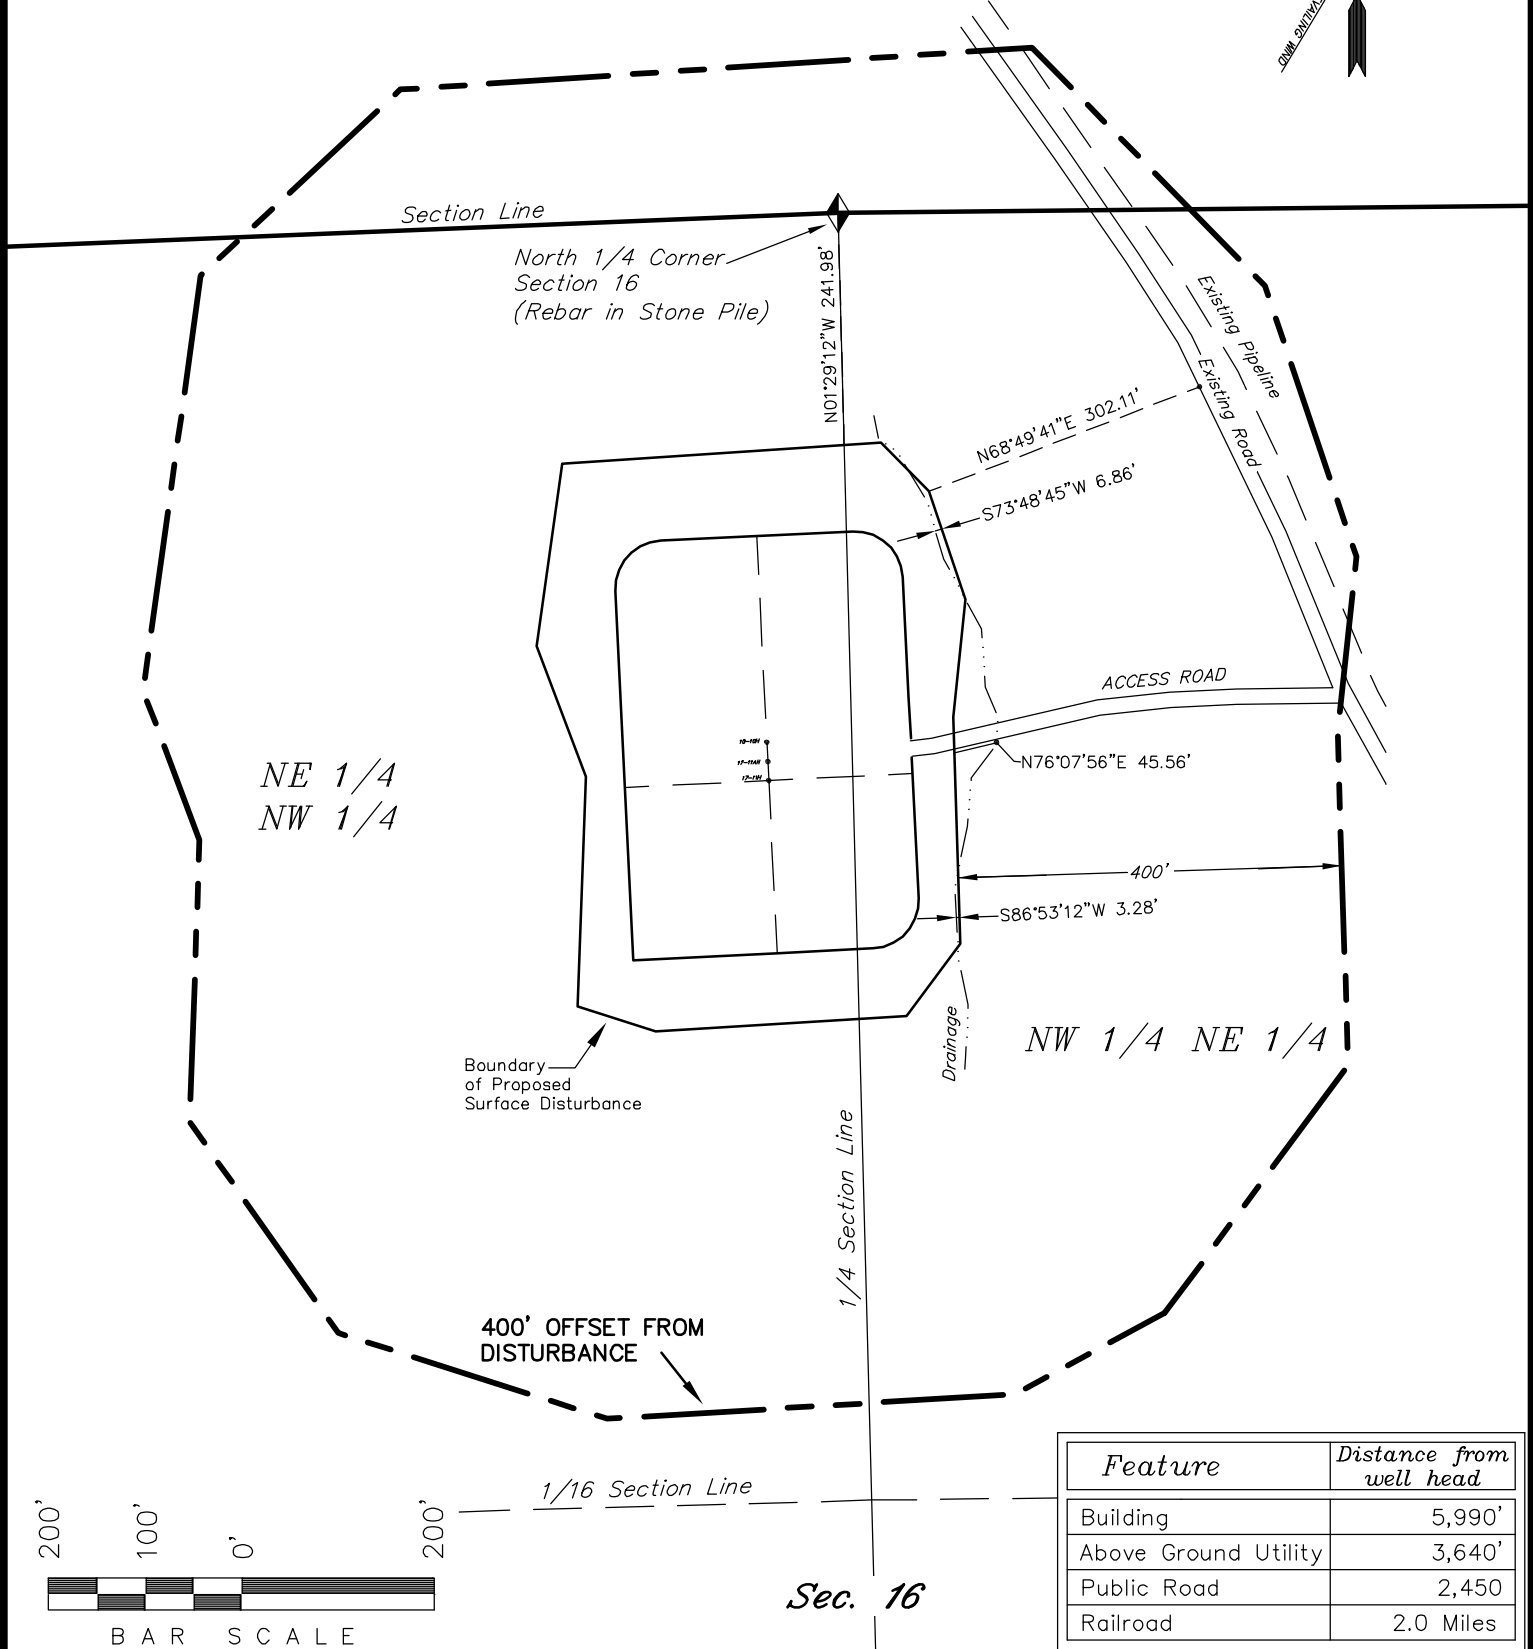 VAILING WIND
Section Line
North 1/4 Corner
Section 16
(Rebar in Stone Pile)
N01°29'12"W 241.98'
Existing Pipeline
Existing Road
N68°49'41"E 302.11'
S73°48'45"W 6.86'
ACCESS ROAD
N76°07'56"E 45.56'
NE 1/4
NW 1/4
400'
S86°53'12"W 3.28'
Drainage
NW 1/4 NE 1/4
Boundary
of Proposed
Surface Disturbance
1/4 Section Line
400' OFFSET FROM
DISTURBANCE
1/16 Section Line
200'
100'
0'
200'
BAR SCALE
Sec. 16
Feature Distance from
well head
Building 5,990'
Above Ground Utility 3,640'
Public Road 2,450
Railroad 2.0 Miles